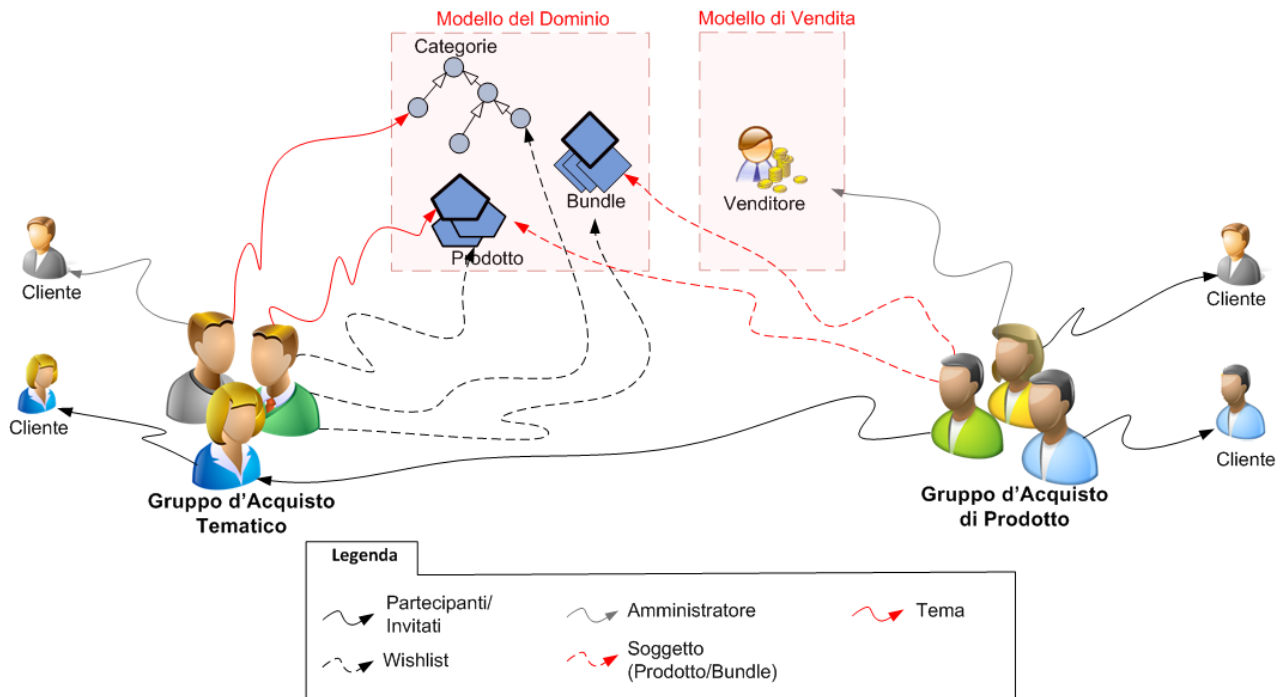 Modello del Dominio
Modello di Vendita
Categorie
Bundle
Venditore
Prodotto
Cliente
Cliente
Cliente
Cliente
Gruppo d’Acquisto
Tematico
Gruppo d’Acquisto
di Prodotto
Legenda
Partecipanti/
Invitati
Amministratore
Tema
Wishlist
Soggetto
(Prodotto/Bundle)